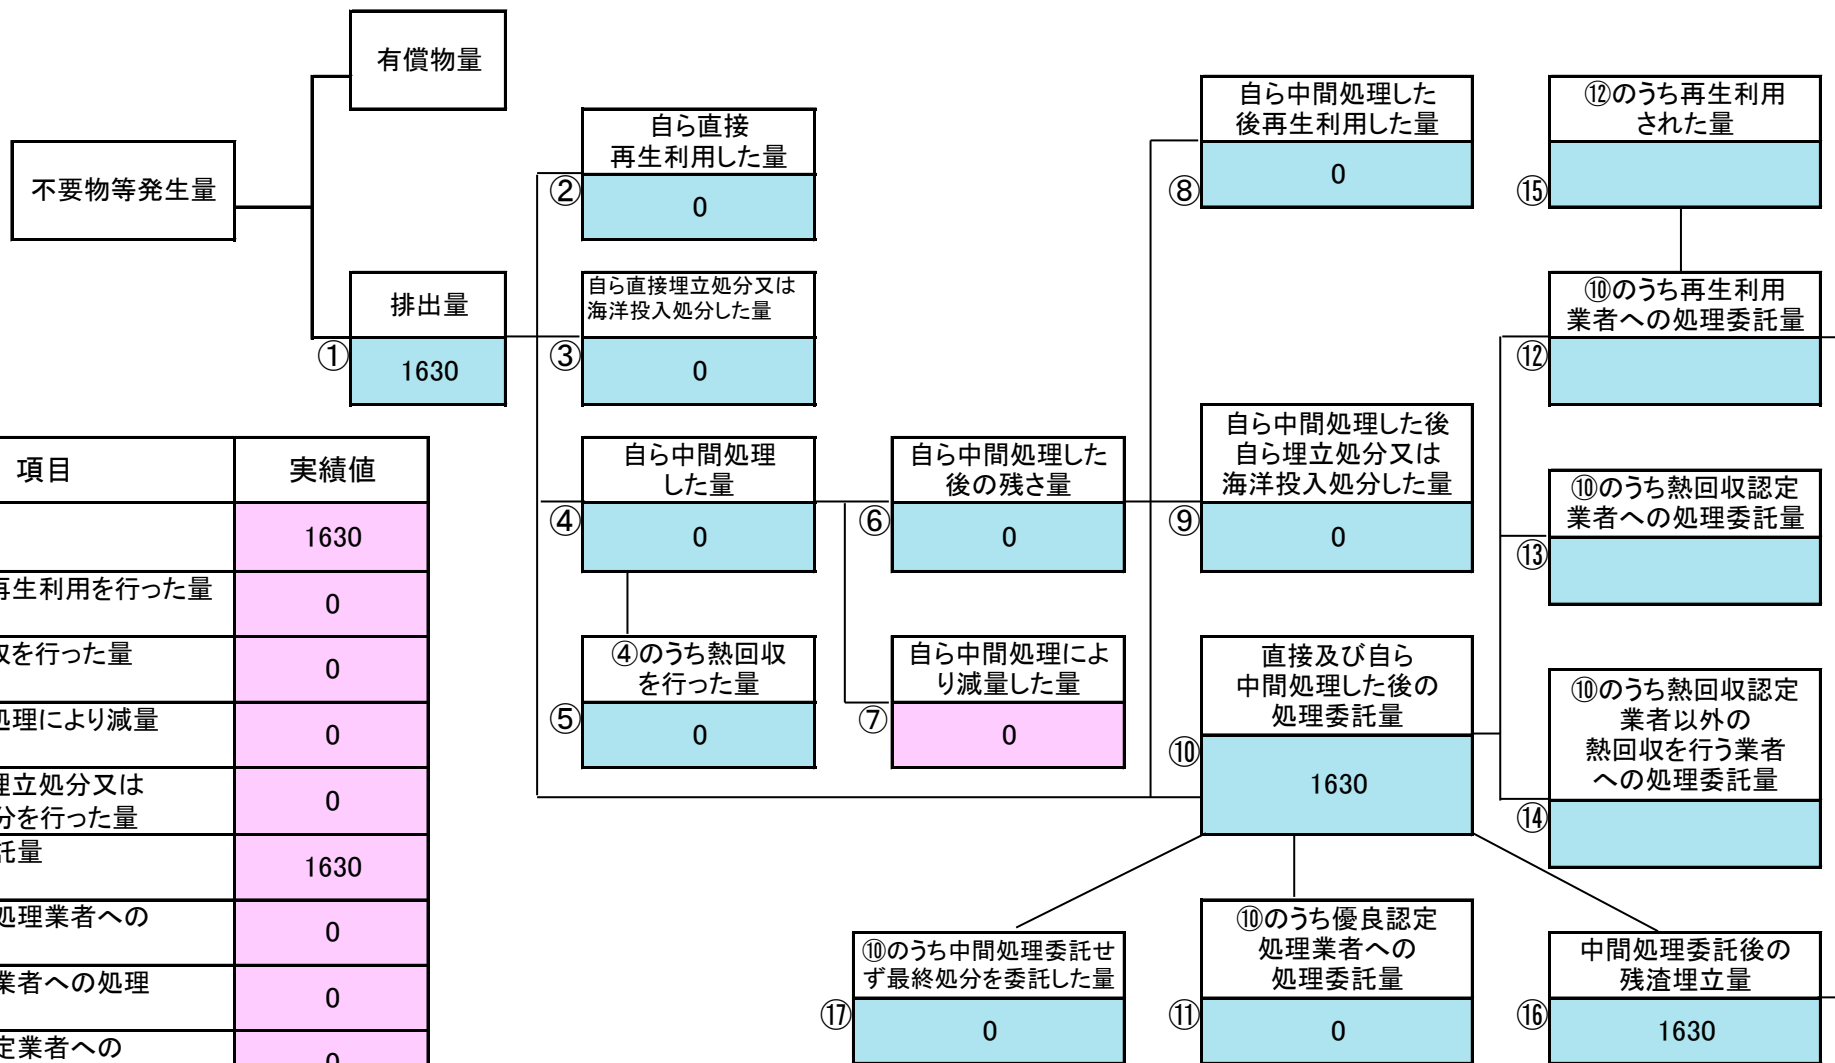 有償物量
不要物等発生量
排出量
①
1630
自ら直接
再生利用した量
②
0
自ら直接埋立処分又は
海洋投入処分した量
③
0
自ら中間処理
した量
④
0
④のうち熱回収
を行った量
⑤
0
自ら中間処理した
後の残さ量
⑥
0
自ら中間処理によ
り減量した量
⑦
0
自ら中間処理した
後再生利用した量
⑧
0
自ら中間処理した後
自ら埋立処分又は
海洋投入処分した量
⑨
0
直接及び自ら
中間処理した後の
処理委託量
⑩
1630
⑫のうち再生利用
された量
⑮
⑩のうち再生利用
業者への処理委託量
⑫
⑩のうち熱回収認定
業者への処理委託量
⑬
⑩のうち熱回収認定
業者以外の
熱回収を行う業者
への処理委託量
⑭
⑩のうち中間処理委託せ
ず最終処分を委託した量
⑰
0
⑩のうち優良認定
処理業者への
処理委託量
⑪
0
中間処理委託後の
残渣埋立量
⑯
1630
項目 実績値
1630
再生利用を行った量
0
収を行った量
0
処理により減量
0
埋立処分又は
分を行った量
0
託量
1630
処理業者への
0
業者への処理
0
定業者への
0